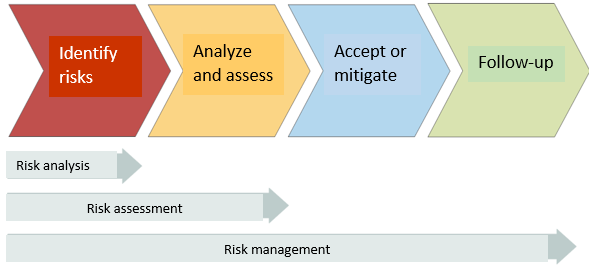 Identify
risks
Analyze
and assess
Accept or
mitigate
Follow-up
Risk analysis
Risk assessment
Risk management